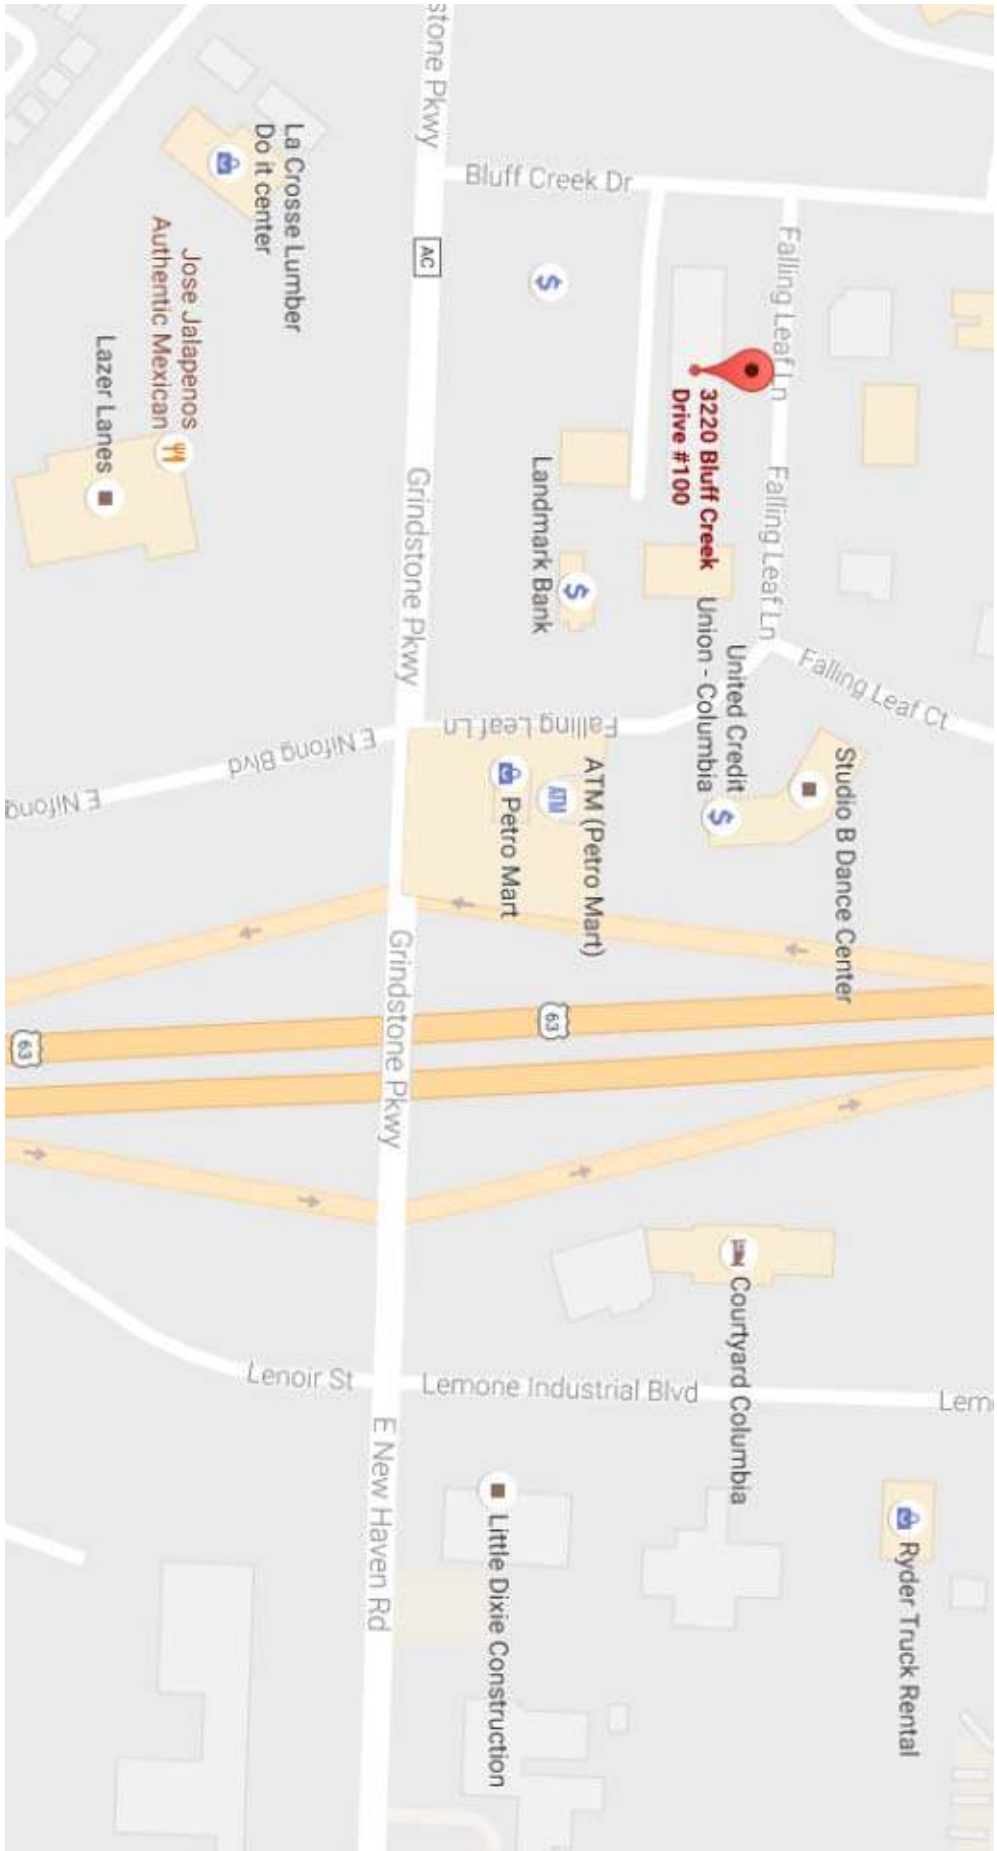 Lem
Falling Leaf Ct
Ryder Truck Rental
Studio B Dance Center
Falling Leaf Ln
Falling Leaf Ln
United Credit
Union - Columbia
Courtyard Columbia
3220 Bluff Creek
Drive #100
Bluff Creek Dr
ATM (Petro Mart)
ATM
Falling Leaf Ln
Landmark Bank
63
Petro Mart
Lemone Industrial Blvd
Little Dixie Construction
stone Pkwy
AC
Grindstone Pkwy
Grindstone Pkwy
E New Haven Rd
La Crosse Lumber
Do it center
E Nifong Blvd
Lenoir St
Jose Jalapenos
Authentic Mexican
Lazer Lanes
E Nifong
63